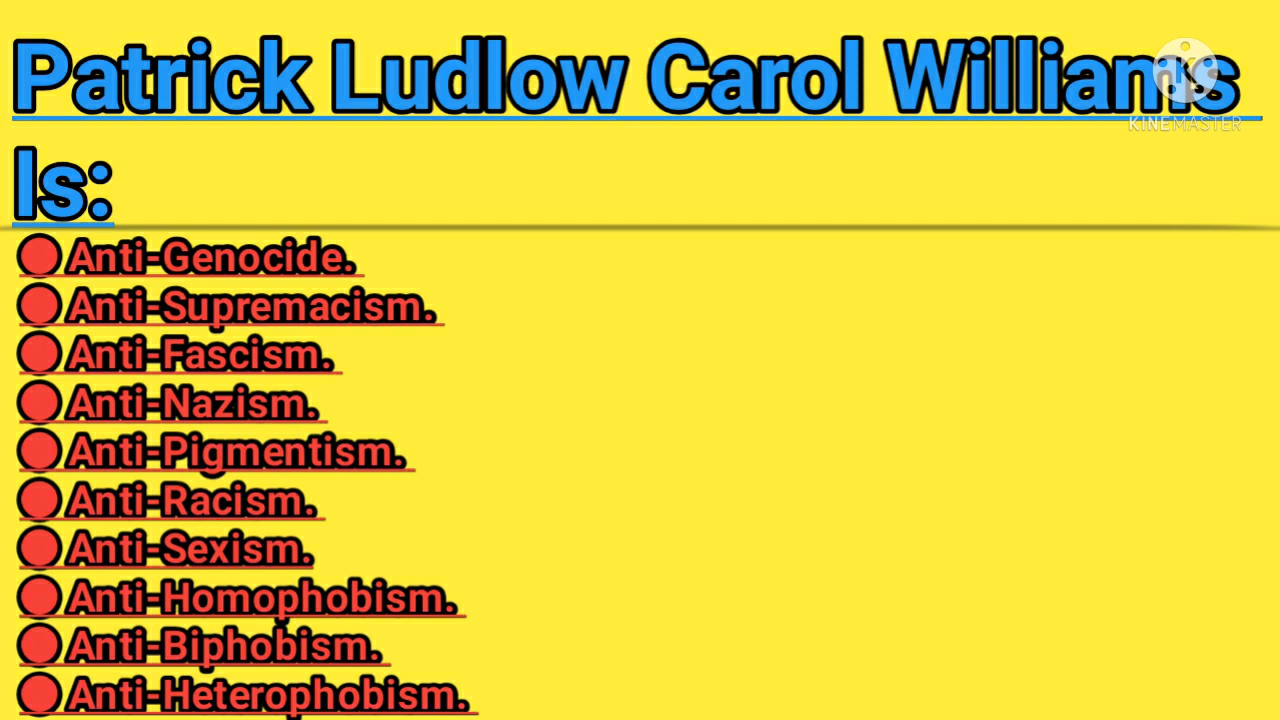 Patrick Ludlow Carol Williams
Is:
KINEMASTER
🔴Anti-Genocide.
🔴Anti-Supremacism.
🔴Anti-Fascism.
🔴Anti-Nazism.
🔴Anti-Pigmentism.
🔴Anti-Racism.
🔴Anti-Sexism.
🔴Anti-Homophobism.
🔴Anti-Biphobism.
🔴Anti-Heterophobism.